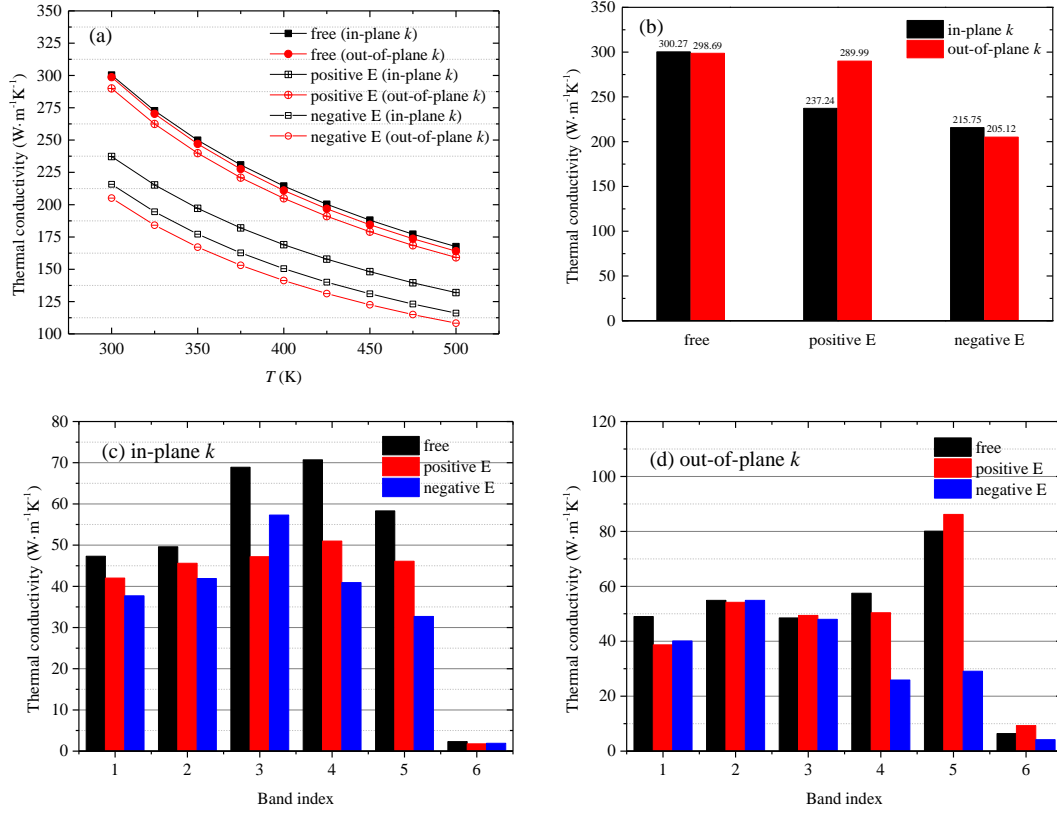 (a)
free (in-plane k)
free (out-of-plane k)
positive E (in-plane k)
positive E (out-of-plane k)
negative E (in-plane k)
negative E (out-of-plane k)
Thermal conductivity (W·m⁻¹K⁻¹)
350
325
300
275
250
225
200
175
150
125
100
300
350
400
450
500
T (K)
(b)
in-plane k
out-of-plane k
Thermal conductivity (W·m⁻¹K⁻¹)
350
300
250
200
150
100
50
0
300.27
298.69
237.24
289.99
215.75
205.12
free
positive E
negative E
(c) in-plane k
free
positive E
negative E
Thermal conductivity (W·m⁻¹K⁻¹)
80
70
60
50
40
30
20
10
0
1
2
3
4
5
6
Band index
(d) out-of-plane k
free
positive E
negative E
Thermal conductivity (W·m⁻¹K⁻¹)
120
100
80
60
40
20
0
1
2
3
4
5
6
Band index